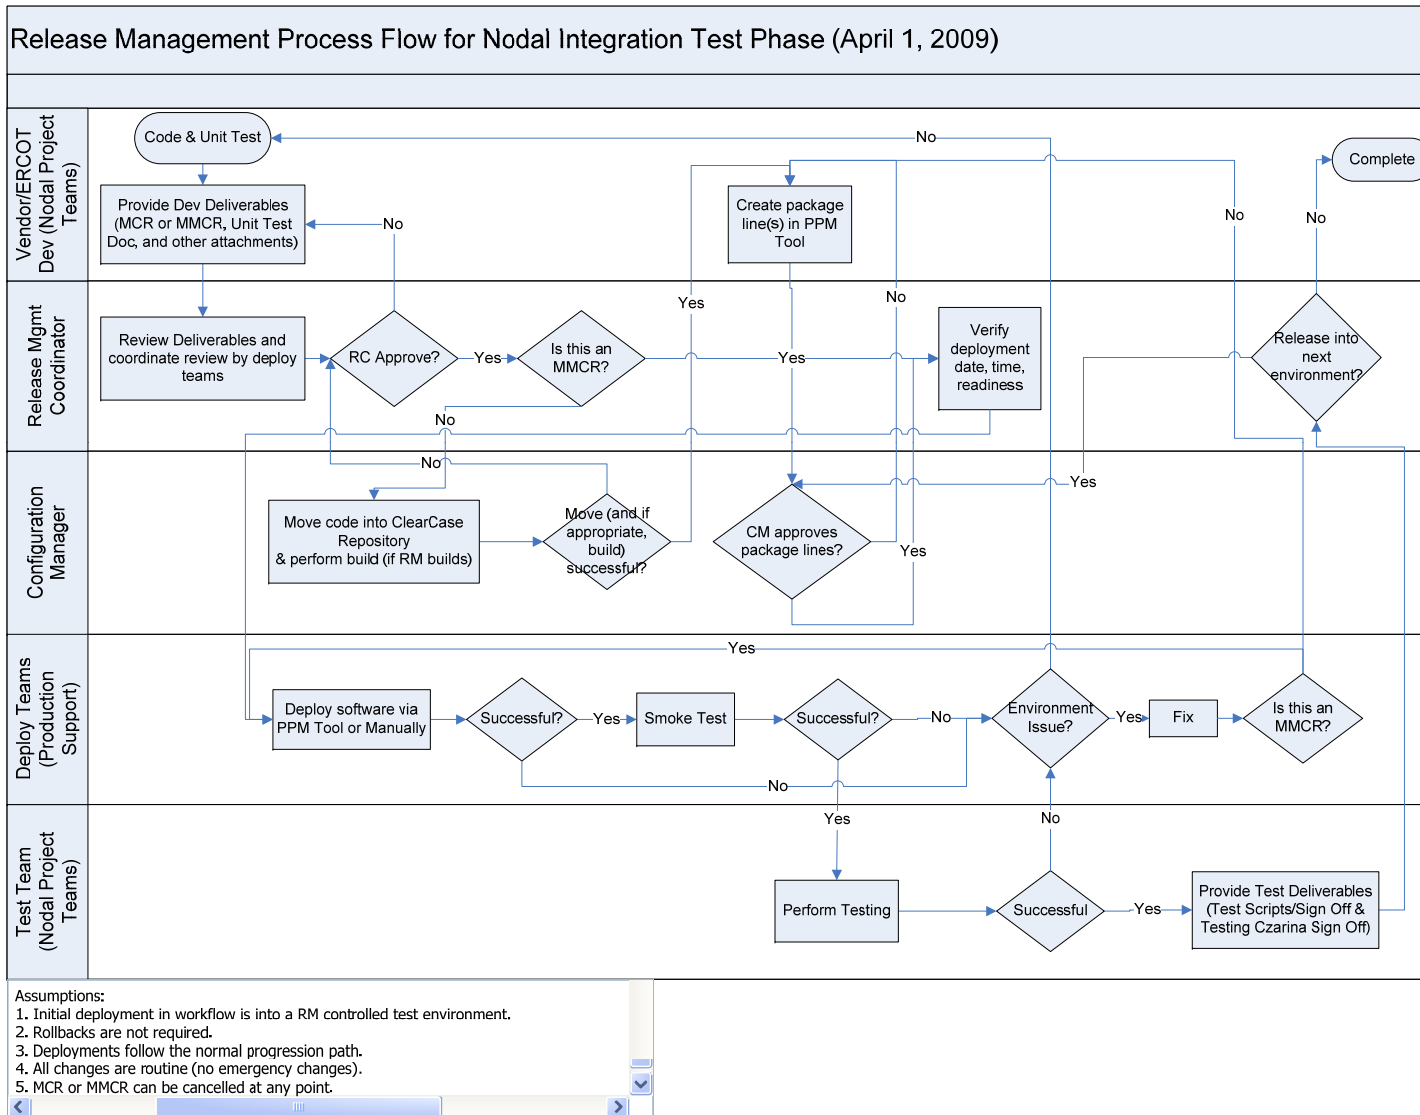 Release Management Process Flow for Nodal Integration Test Phase (April 1, 2009)
Vendor/ERCOT
Dev (Nodal Project
Teams)
Code & Unit Test
No
Complete
Provide Dev Deliverables
(MCR or MMCR, Unit Test
Doc, and other attachments)
No
Create package
line(s) in PPM
Tool
No
No
Release Mgmt
Coordinator
Yes
No
Review Deliverables and
coordinate review by deploy
teams
RC Approve?
Yes
Is this an
MMCR?
Yes
Verify
deployment
date, time,
readiness
Release into
next
environment?
No
Configuration
Manager
No
Yes
Move code into ClearCase
Repository
& perform build (if RM builds)
Move (and if
appropriate,
build)
successful?
CM approves
package lines?
Yes
Deploy Teams
(Production
Support)
Yes
Deploy software via
PPM Tool or Manually
Successful?
Yes
Smoke Test
Successful?
No
Environment
Issue?
Yes
Fix
Is this an
MMCR?
No
Test Team
(Nodal Project
Teams)
Yes
No
Perform Testing
Successful
Yes
Provide Test Deliverables
(Test Scripts/Sign Off &
Testing Czarina Sign Off)
Assumptions:
1. Initial deployment in workflow is into a RM controlled test environment.
2. Rollbacks are not required.
3. Deployments follow the normal progression path.
4. All changes are routine (no emergency changes).
5. MCR or MMCR can be cancelled at any point.